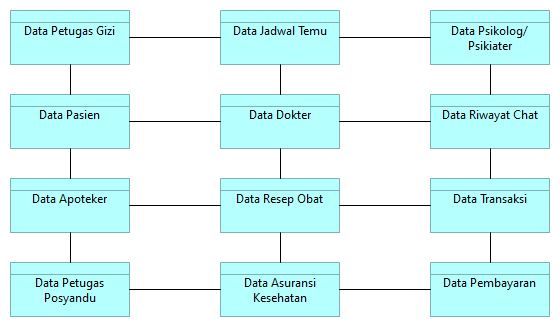 Data Petugas Gizi
Data Jadwal Temu
Data Psikolog/
Psikiater
Data Pasien
Data Dokter
Data Riwayat Chat
Data Apoteker
Data Resep Obat
Data Transaksi
Data Petugas
Posyandu
Data Asuransi
Kesehatan
Data Pembayaran